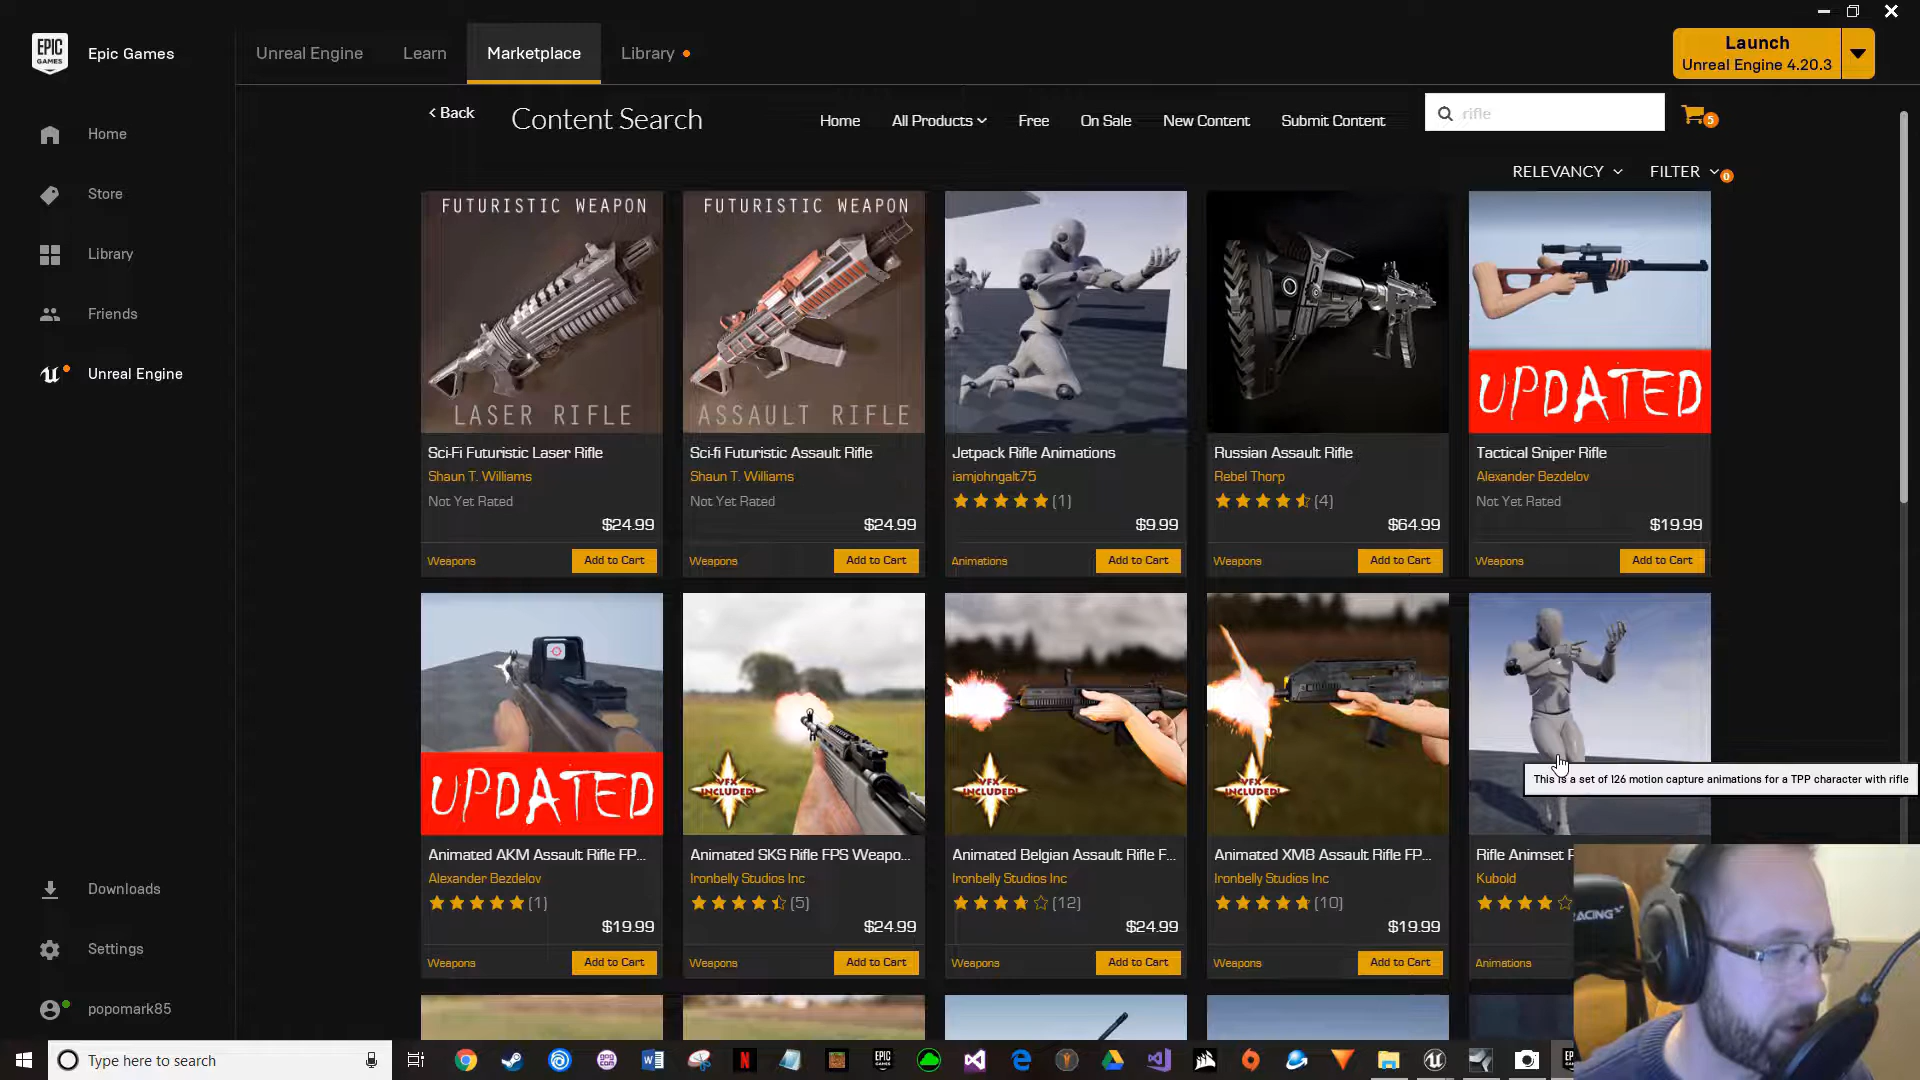 EPIC GAMES
Epic Games
Unreal Engine
Learn
Marketplace
Library
Launch
Unreal Engine 4.20.3
Home
Store
Library
Friends
Unreal Engine
Downloads
Settings
popomark85
Back
Content Search
Home
All Products
Free
On Sale
New Content
Submit Content
rifle
5
RELEVANCY
FILTER
0
FUTURISTIC WEAPON
LASER RIFLE
Sci-Fi Futuristic Laser Rifle
Shaun T. Williams
Not Yet Rated
$24.99
Weapons
Add to Cart
FUTURISTIC WEAPON
ASSAULT RIFLE
Sci-fi Futuristic Assault Rifle
Shaun T. Williams
Not Yet Rated
$24.99
Weapons
Add to Cart
Jetpack Rifle Animations
iamjohngalt75
(1)
$9.99
Animations
Add to Cart
Russian Assault Rifle
Rebel Thorp
(4)
$64.99
Weapons
Add to Cart
UPDATED
Tactical Sniper Rifle
Alexander Bezdelov
Not Yet Rated
$19.99
Weapons
Add to Cart
UPDATED
Animated AKM Assault Rifle FP...
Alexander Bezdelov
(1)
$19.99
Weapons
Add to Cart
VFX INCLUDED!
Animated SKS Rifle FPS Weapo...
Ironbelly Studios Inc
(5)
$24.99
Weapons
Add to Cart
VFX INCLUDED!
Animated Belgian Assault Rifle F...
Ironbelly Studios Inc
(12)
$24.99
Weapons
Add to Cart
VFX INCLUDED!
Animated XM8 Assault Rifle FP...
Ironbelly Studios Inc
(10)
$19.99
Weapons
Add to Cart
This is a set of 126 motion capture animations for a TPP character with rifle
Rifle Animset P
Kubold
Animations
RACING
Type here to search